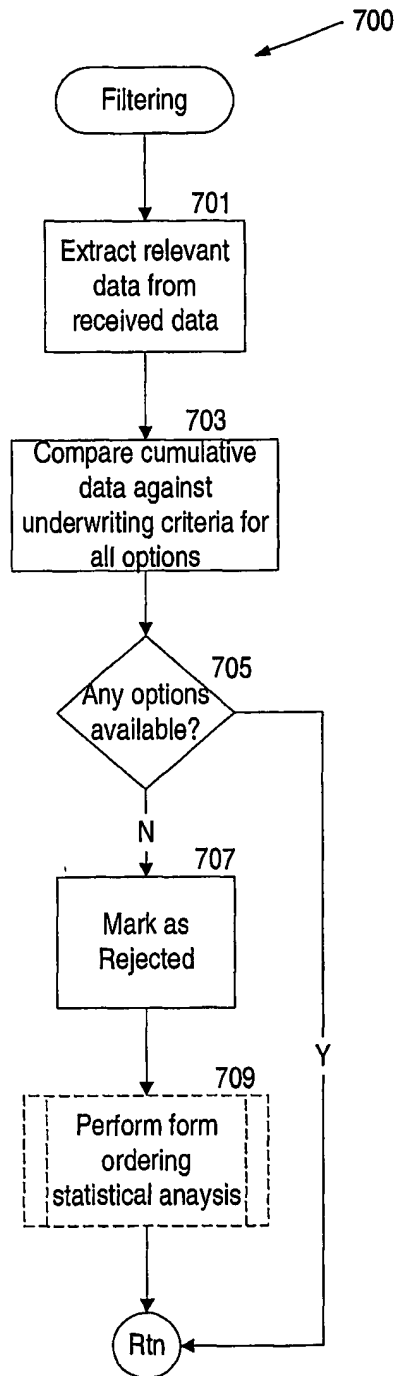 700
Filtering
701
Extract relevant
data from
received data
703
Compare cumulative
data against
underwriting criteria for
all options
705
Any options
available?
N
707
Mark as
Rejected
Y
709
Perform form
ordering
statistical anaysis
Rtn